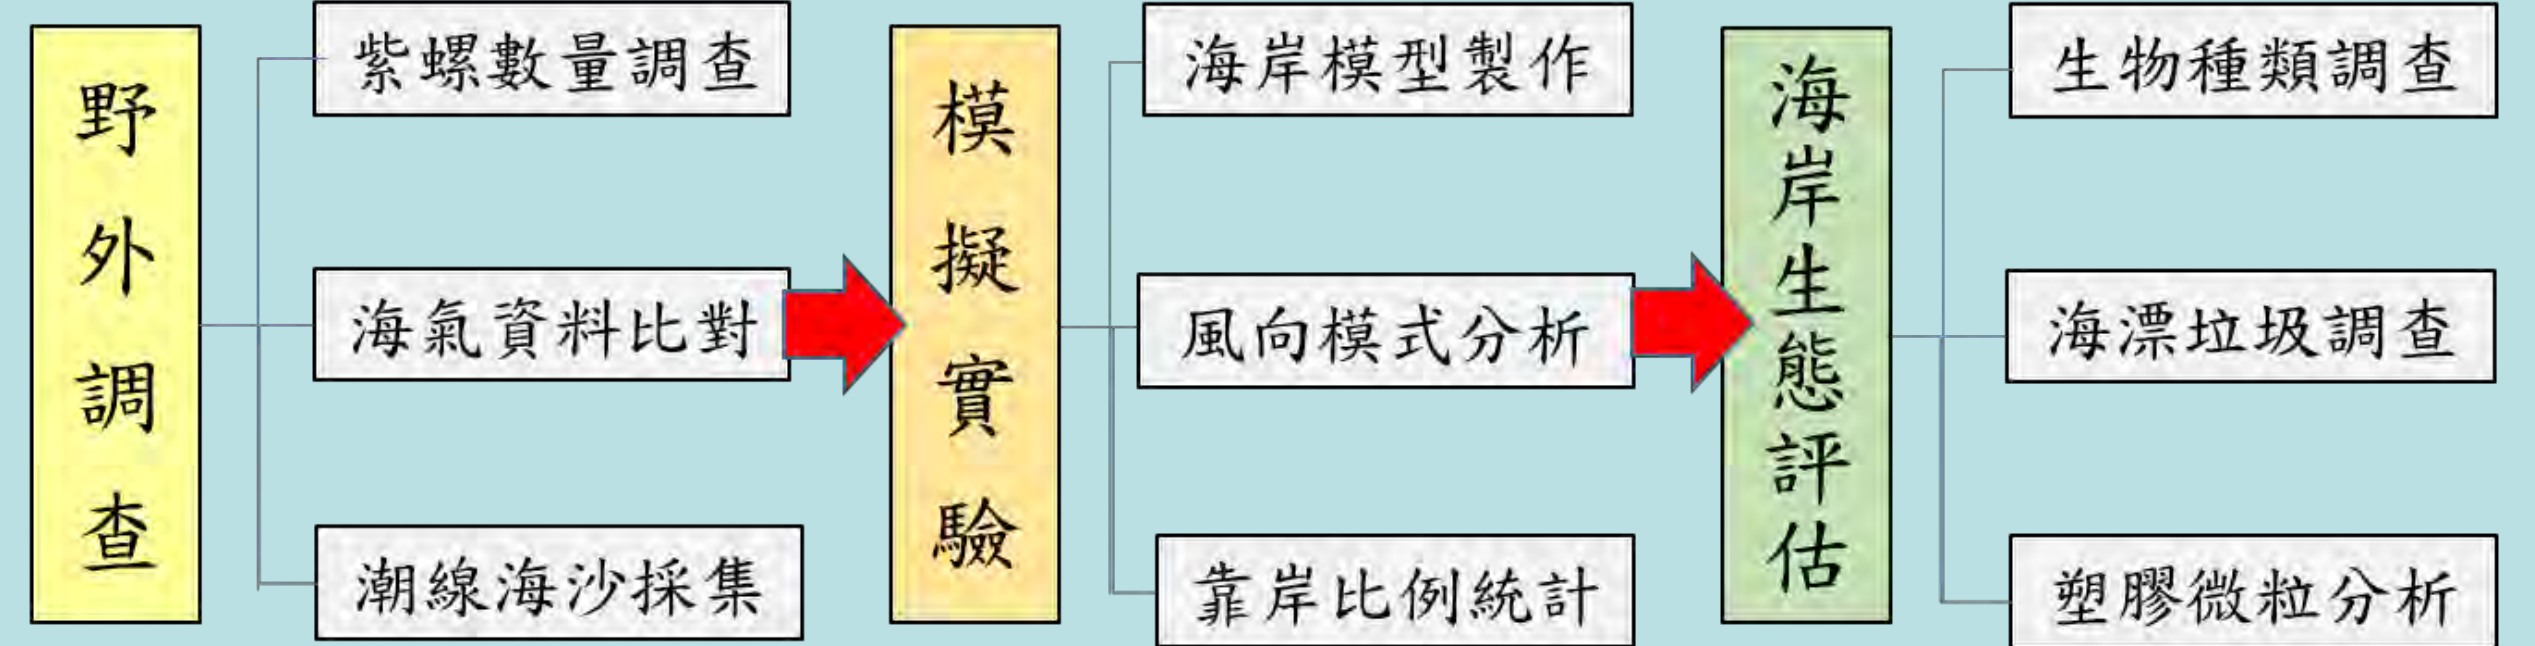 野外調查
紫螺數量調查
海氣資料比對
潮線海沙採集
模擬實驗
海岸模型製作
風向模式分析
靠岸比例統計
海岸生態評估
生物種類調查
海漂垃圾調查
塑膠微粒分析